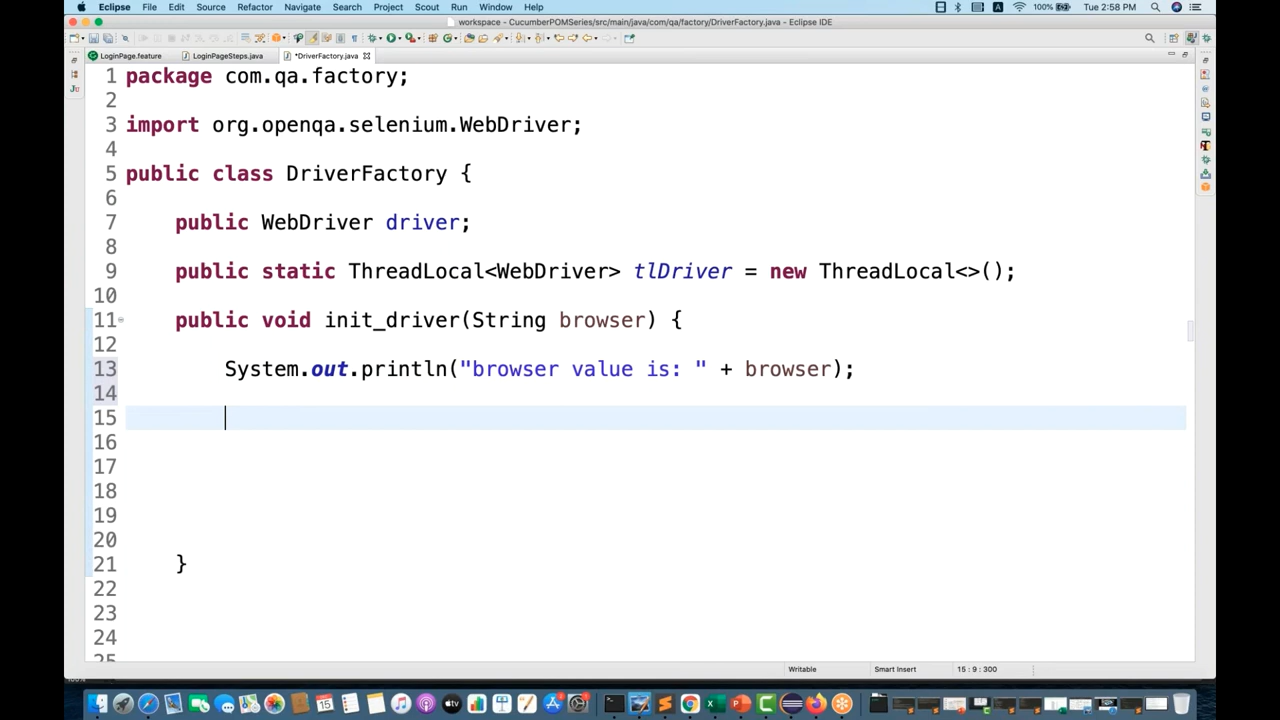 Eclipse File Edit Source Refactor Navigate Search Project Scout Run Window Help 100% Tue 2:58 PM
workspace - CucumberPOMSeries/src/main/java/com/qa/factory/DriverFactory.java - Eclipse IDE
LoginPage.feature LoginPageSteps.java *DriverFactory.java
1 package com.qa.factory;
2
3 import org.openqa.selenium.WebDriver;
4
5 public class DriverFactory {
6
7 public WebDriver driver;
8
9 public static ThreadLocal<WebDriver> tlDriver = new ThreadLocal<>();
10
11 public void init_driver(String browser) {
12
13 System.out.println("browser value is: " + browser);
14
15
16
17
18
19
20
21 }
22
23
24
25
Writable Smart Insert 15 : 9 : 300